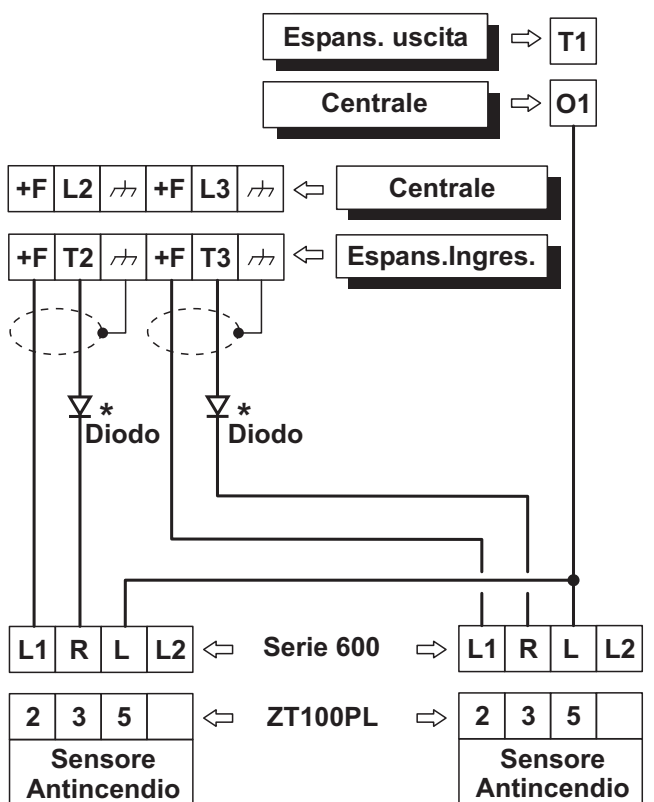 Espans. uscita T1
Centrale O1
+F L2 +F L3 Centrale
+F T2 +F T3 Espans.Ingres.
* *
Diodo Diodo
L1 R L L2 Serie 600 L1 R L L2
2 3 5 ZT100PL 2 3 5
Sensore Sensore
Antincendio Antincendio